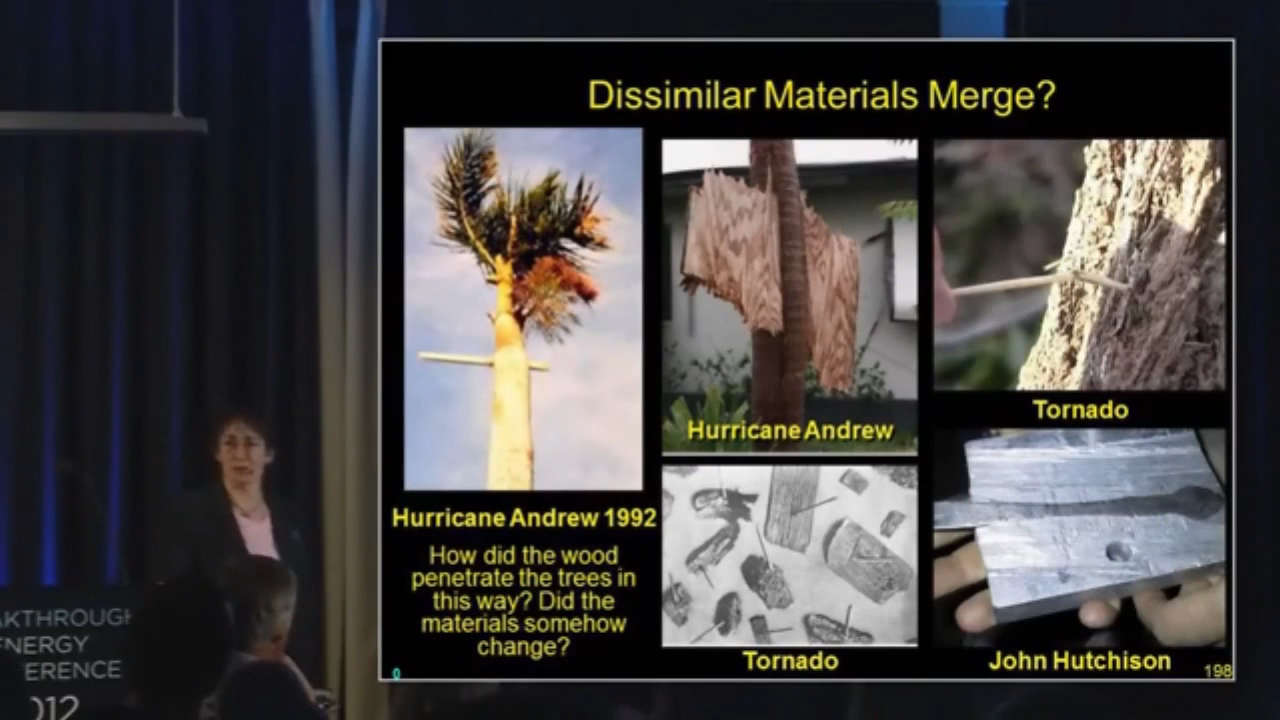 Dissimilar Materials Merge?
Hurricane Andrew
Tornado
Hurricane Andrew 1992
How did the wood
penetrate the trees in
this way? Did the
materials somehow
change?
Tornado
John Hutchison
0
198
AKTHROUGH
ENERGY
ERENCE
012